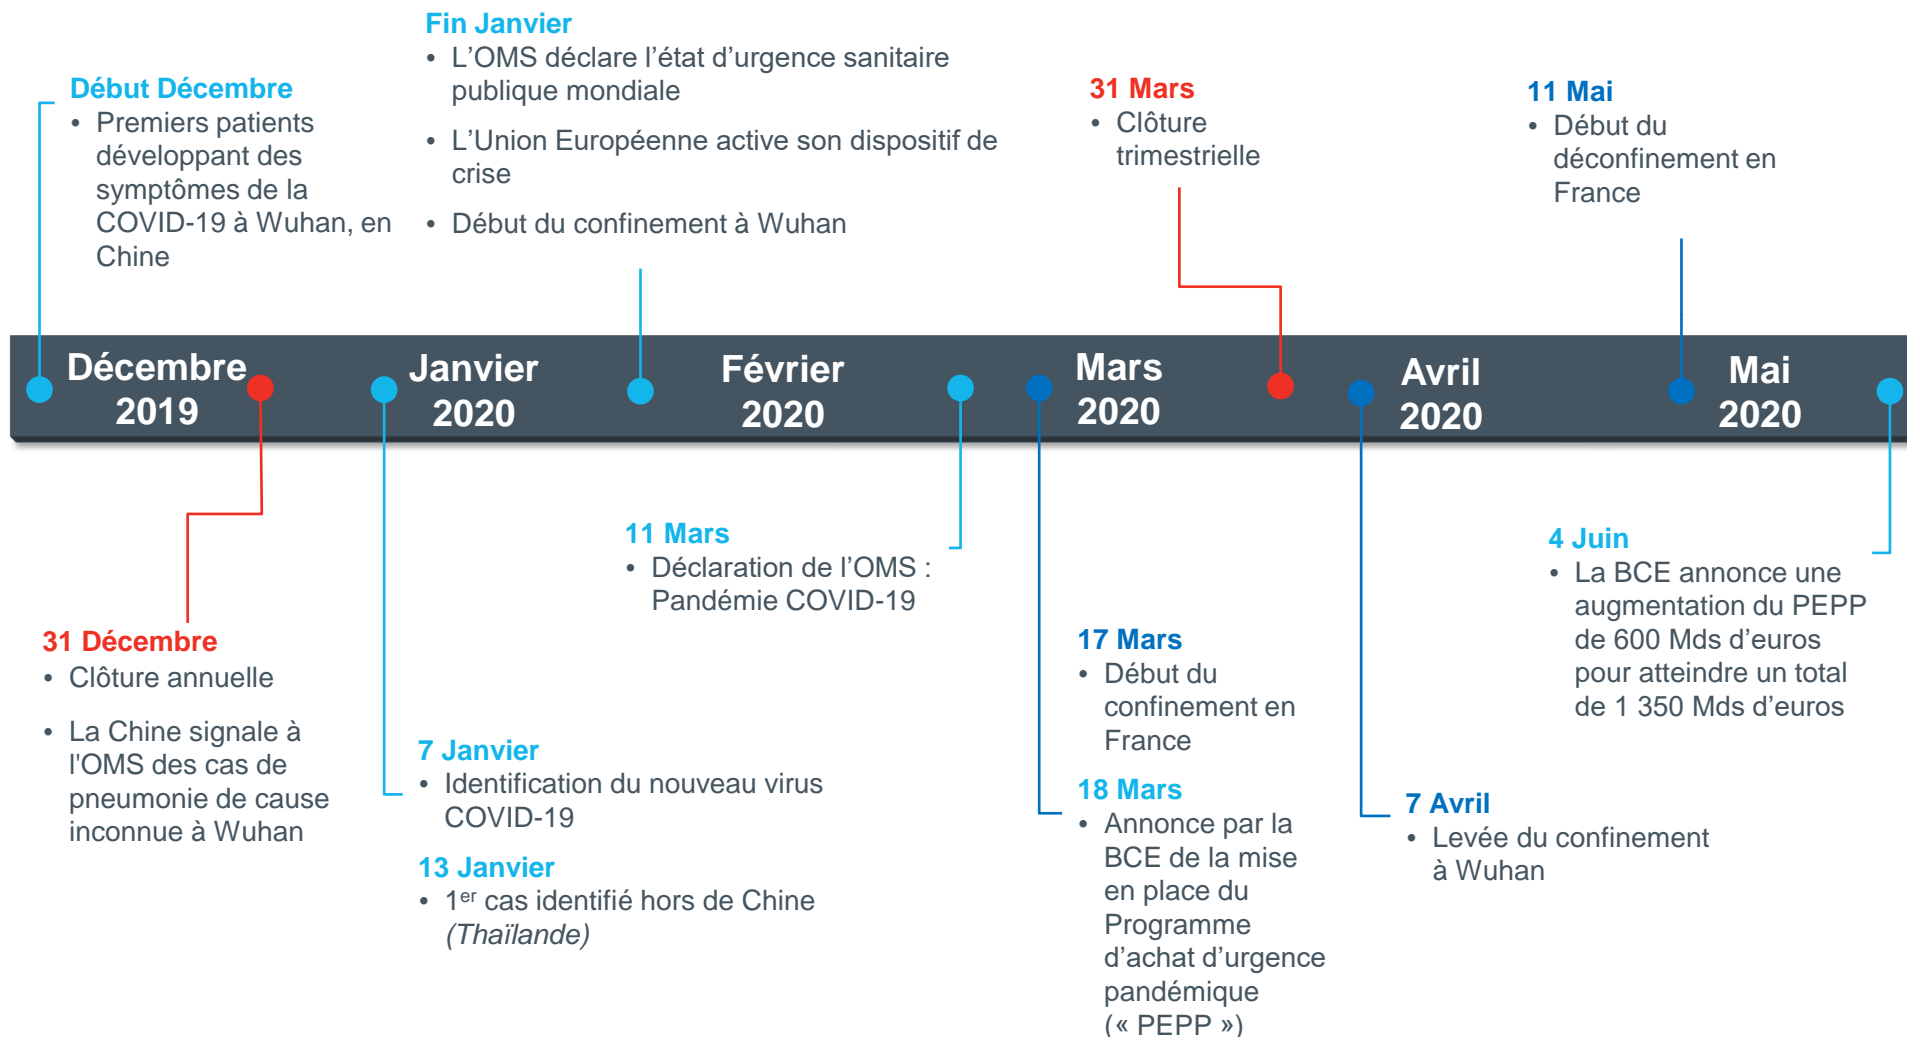 Fin Janvier
• L’OMS déclare l’état d’urgence sanitaire
publique mondiale
• L’Union Européenne active son dispositif de
crise
• Début du confinement à Wuhan
Début Décembre
• Premiers patients
développant des
symptômes de la
COVID-19 à Wuhan, en
Chine
31 Mars
• Clôture
trimestrielle
11 Mai
• Début du
déconfinement en
France
Décembre
2019
Janvier
2020
Février
2020
Mars
2020
Avril
2020
Mai
2020
31 Décembre
• Clôture annuelle
• La Chine signale à
l'OMS des cas de
pneumonie de cause
inconnue à Wuhan
7 Janvier
• Identification du nouveau virus
COVID-19
13 Janvier
• 1er cas identifié hors de Chine
(Thaïlande)
11 Mars
• Déclaration de l’OMS :
Pandémie COVID-19
17 Mars
• Début du
confinement en
France
18 Mars
• Annonce par la
BCE de la mise
en place du
Programme
d’achat d’urgence
pandémique
(« PEPP »)
7 Avril
• Levée du confinement
à Wuhan
4 Juin
• La BCE annonce une
augmentation du PEPP
de 600 Mds d’euros
pour atteindre un total
de 1 350 Mds d’euros